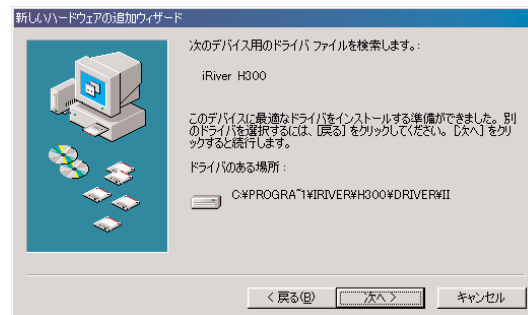 新しいハードウェアの追加ウィザード
次のデバイス用のドライバ ファイルを検索します。:
iRiver H300
このデバイスに最適なドライバをインストールする準備ができました。別
のドライバを選択するには、[戻る] をクリックしてください。[次へ] をクリ
ックすると続行します。
ドライバのある場所 :
C:¥PROGRA~1¥IRIVER¥H300¥DRIVER¥II
< 戻る(B)
次へ >
キャンセル